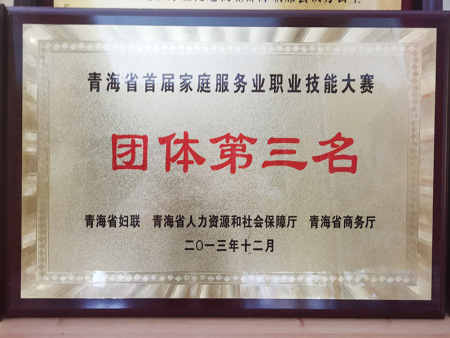 青海省首届家庭服务业职业技能大赛
团体第三名
青海省妇联 青海省人力资源和社会保障厅 青海省商务厅
二〇一三年十二月